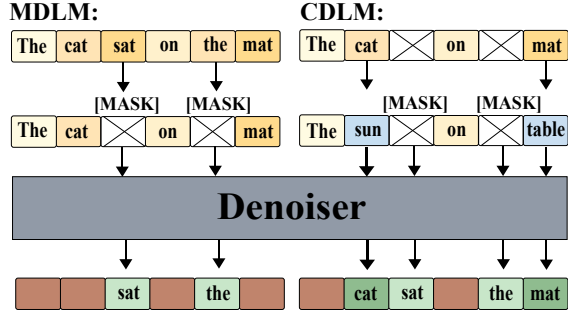 MDLM: CDLM:
The cat sat on the mat The cat on mat
[MASK] [MASK] [MASK] [MASK]
The cat on mat The sun on table
Denoiser
sat the cat sat the mat